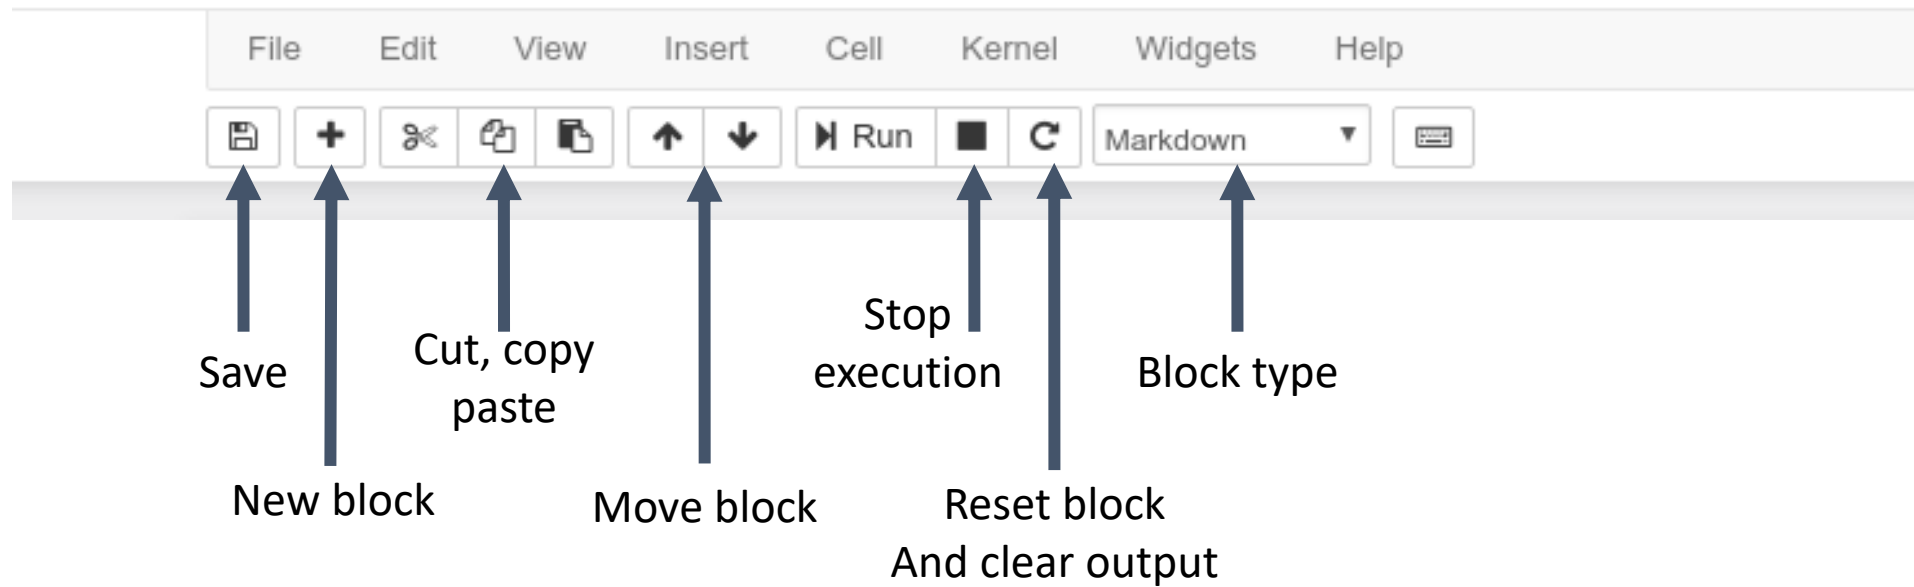 File Edit View Insert Cell Kernel Widgets Help
Run Markdown
Save
Cut, copy
paste
Stop
execution
Block type
New block
Move block
Reset block
And clear output